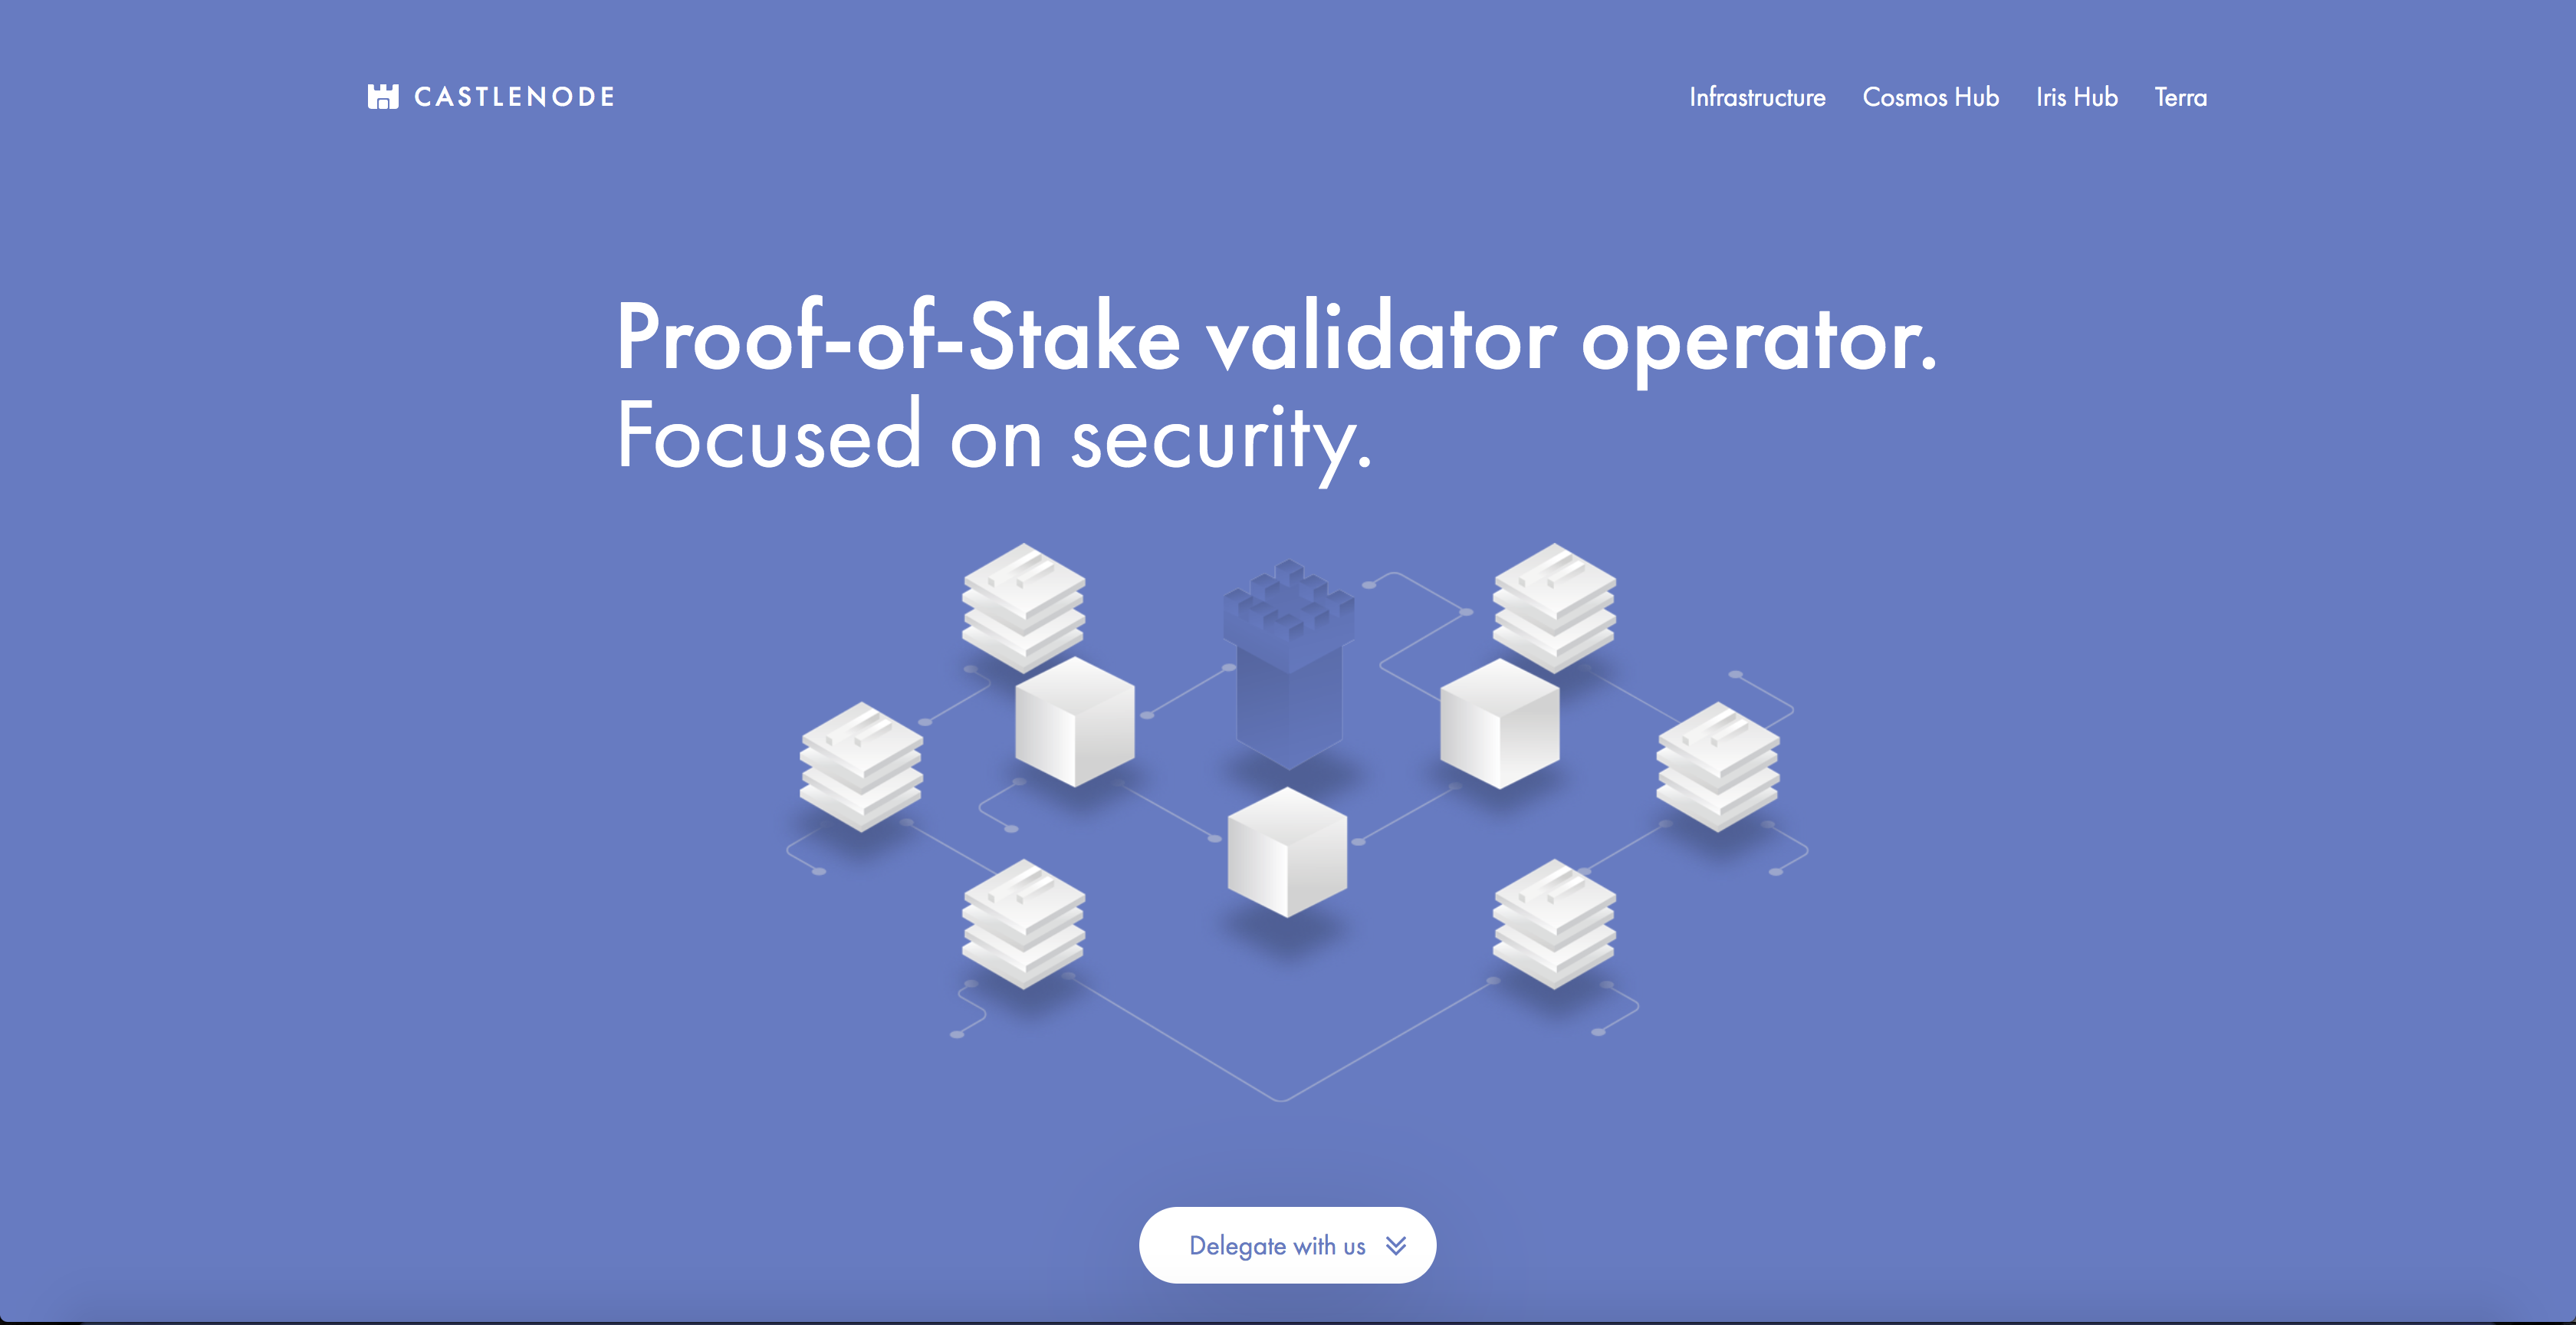 CASTLENODE
Infrastructure Cosmos Hub Iris Hub Terra
Proof-of-Stake validator operator.
Focused on security.
Delegate with us